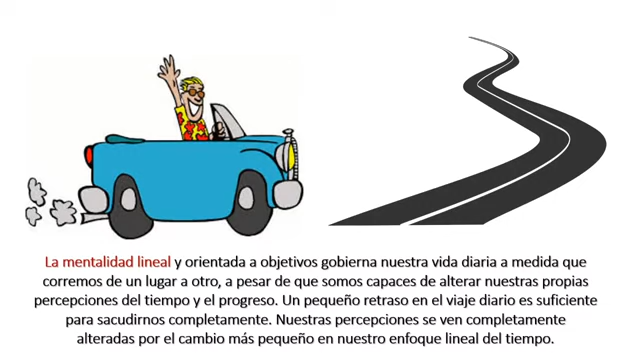 La mentalidad lineal y orientada a objetivos gobierna nuestra vida diaria a medida que
corremos de un lugar a otro, a pesar de que somos capaces de alterar nuestras propias
percepciones del tiempo y el progreso. Un pequeño retraso en el viaje diario es suficiente
para sacudirnos completamente. Nuestras percepciones se ven completamente
alteradas por el cambio más pequeño en nuestro enfoque lineal del tiempo.